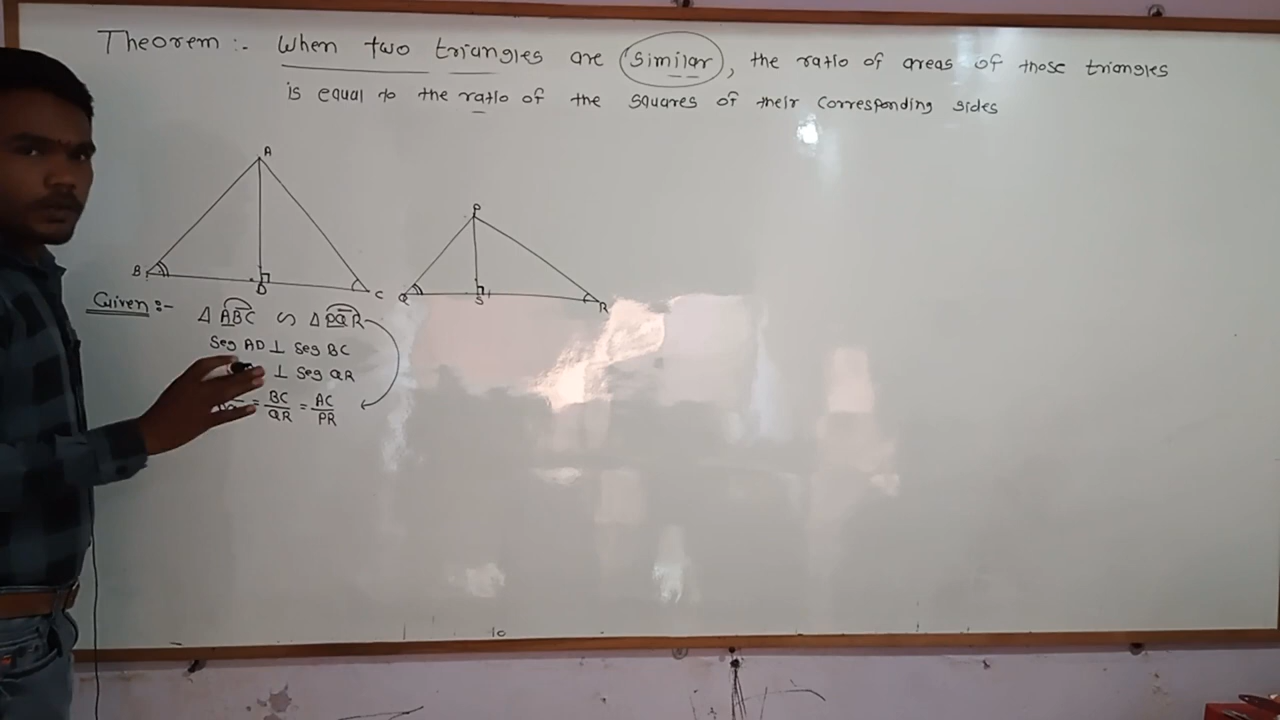 Theorem :- When two triangles are similar, the ratio of areas of those triangles
is equal to the ratio of the squares of their corresponding sides
A
P
B
D
C
Q
S
R
Given :-
Δ ABC ∽ Δ PQR
Seg AD ⊥ Seg BC
⊥ Seg QR
= BC/QR = AC/PR
10